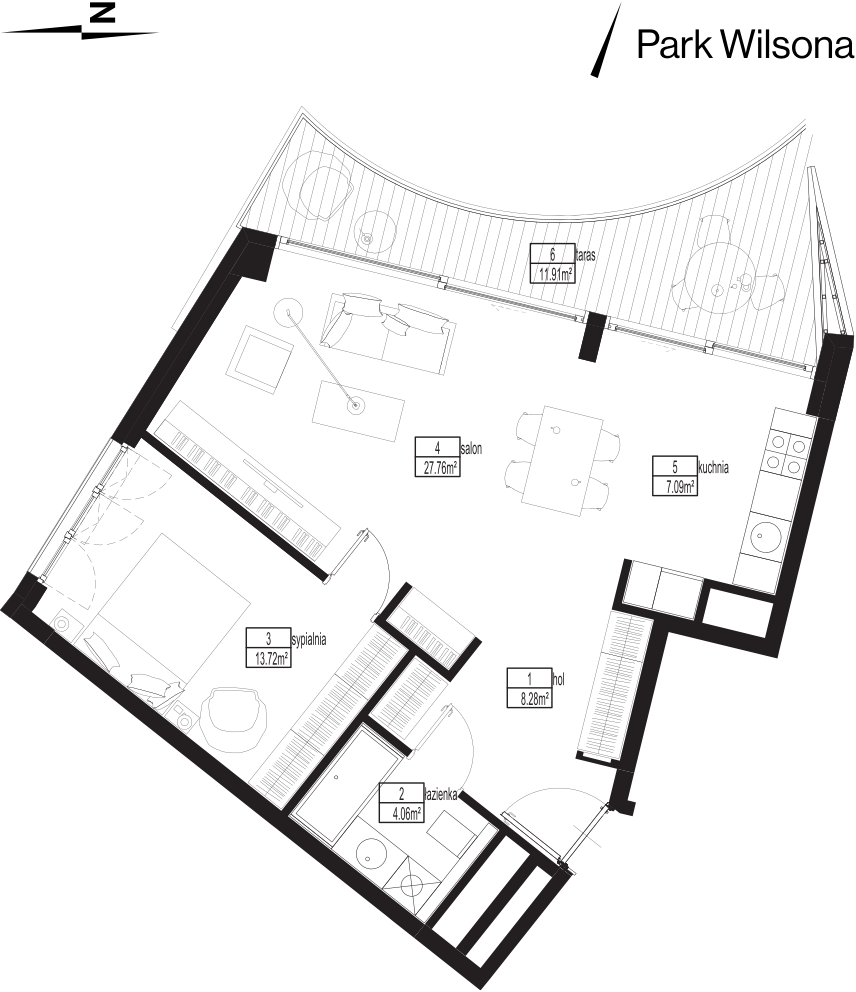 N
Park Wilsona
6 taras
11.91m²
4 salon
27.76m²
5 kuchnia
7.09m²
3 sypialnia
13.72m²
1 hol
8.28m²
2 łazienka
4.06m²